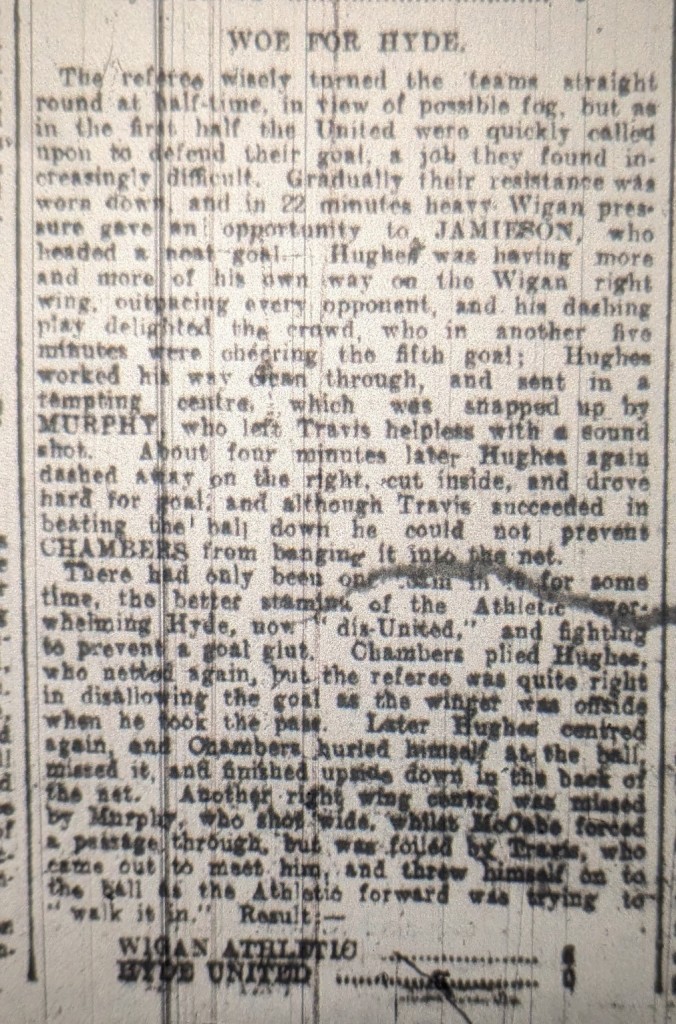 WOE FOR HYDE.
The referee wisely turned the teams straight
round at half-time, in view of possible fog, but as
in the first half the United were quickly called
upon to defend their goal, a job they found in-
creasingly difficult. Gradually their resistance was
worn down, and in 22 minutes heavy Wigan pres-
sure gave an opportunity to JAMIESON, who
headed a neat goal. Hughes was having more
and more of his own way on the Wigan right
wing, outpacing every opponent, and his dashing
play delighted the crowd, who in another five
minutes were cheering the fifth goal; Hughes
worked his way clean through, and sent in a
tempting centre, which was snapped up by
MURPHY, who left Travis helpless with a sound
shot. About four minutes later Hughes again
dashed away on the right, cut inside, and drove
hard for goal, and although Travis succeeded in
beating the ball down he could not prevent
CHAMBERS from banging it into the net.
There had only been one in it for some
time, the better stamina of the Athletic over-
whelming Hyde, now "dis-United," and fighting
to prevent a goal glut. Chambers plied Hughes,
who netted again, but the referee was quite right
in disallowing the goal as the winger was offside
when he took the pass. Later Hughes centred
again, and Chambers hurled himself at the ball,
missed it, and finished upside down in the back of
the net. Another right wing centre was missed
by Murphy, who shot wide, whilst McCabe forced
a passage through, but was foiled by Travis, who
came out to meet him, and threw himself on to
the ball as the Athletic forward was trying to
"walk it in." Result:—
WIGAN ATHLETIC ................ 6
HYDE UNITED ................ 0